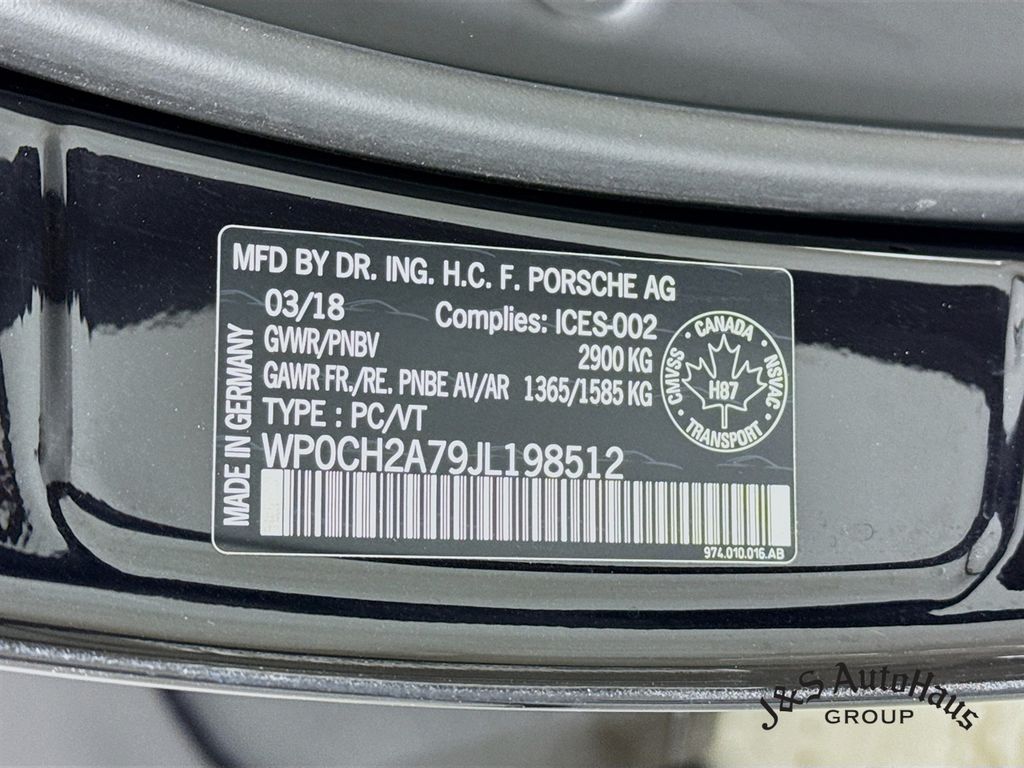 MFD BY DR. ING. H.C. F. PORSCHE AG
03/18 Complies: ICES-002
GVWR/PNBV 2900 KG
GAWR FR./RE. PNBE AV/AR 1365/1585 KG
TYPE : PC/VT
WP0CH2A79JL198512
MADE IN GERMANY
974.010.016.AB
CANADA
CMVSS
NSVAC
H87
TRANSPORT
J&S AutoHaus
GROUP